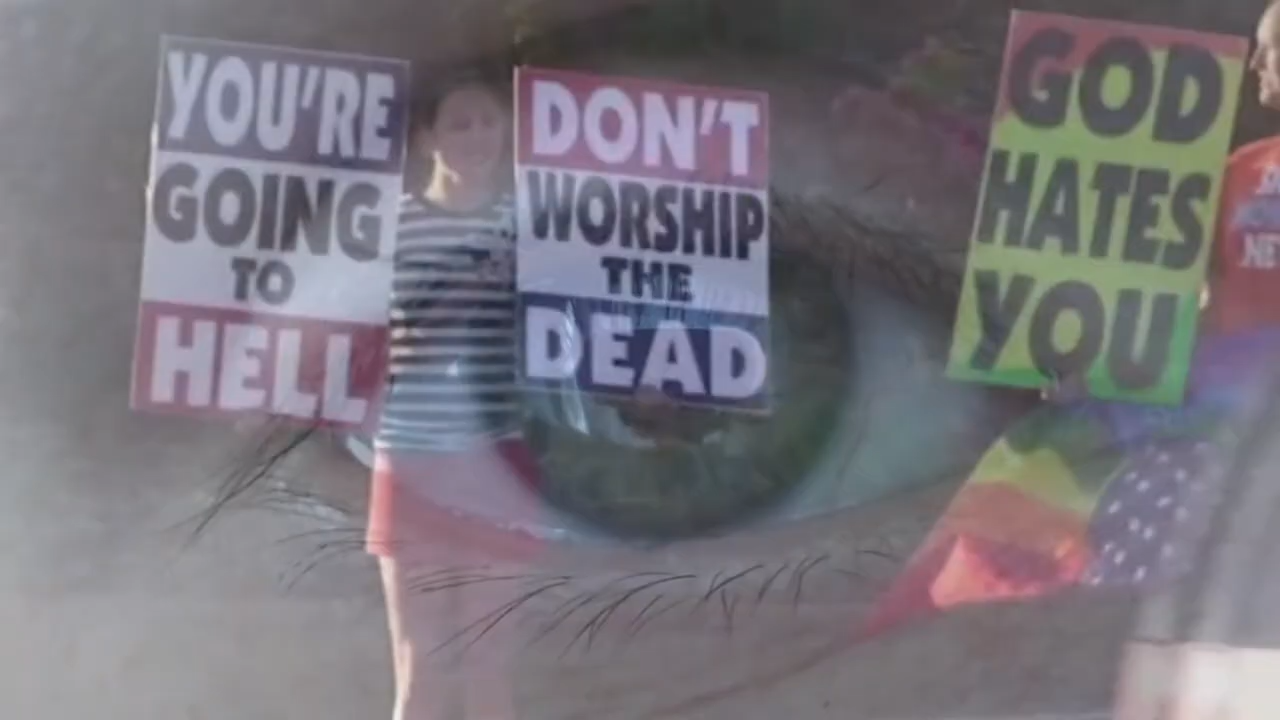 YOU'RE
GOING
TO
HELL
DON'T
WORSHIP
THE
DEAD
GOD
HATES
YOU